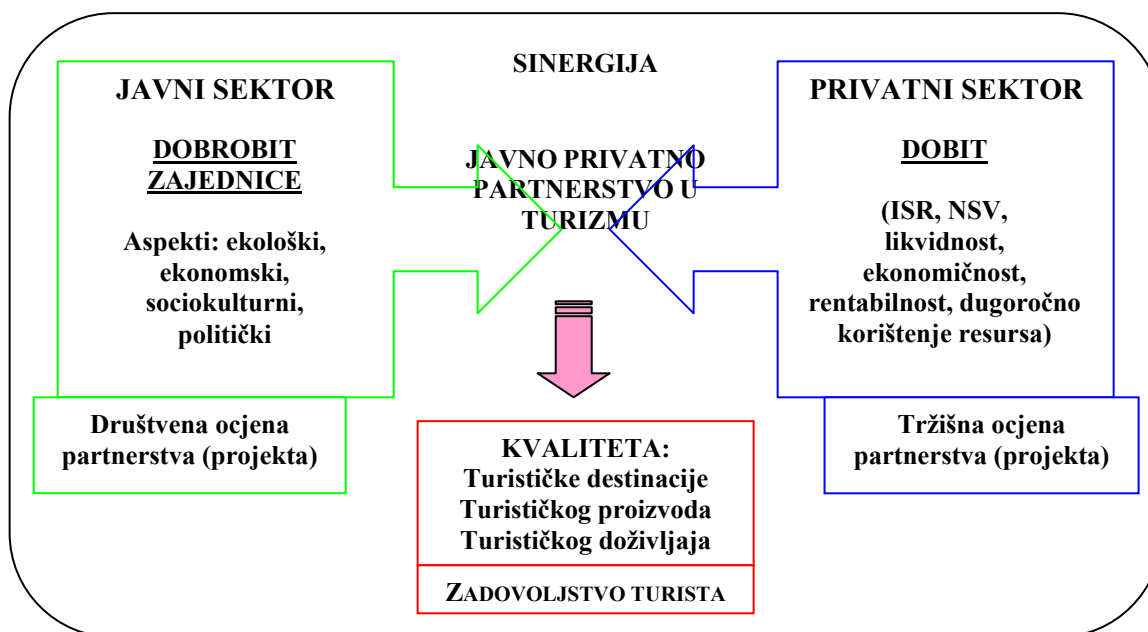 SINERGIJA
JAVNI SEKTOR
DOBROBIT
ZAJEDNICE
Aspekti: ekološki,
ekonomski,
sociokulturni,
politički
Društvena ocjena
partnerstva (projekta)
JAVNO PRIVATNO
PARTNERSTVO U
TURIZMU
PRIVATNI SEKTOR
DOBIT
(ISR, NSV,
likvidnost,
ekonomičnost,
rentabilnost, dugoročno
korištenje resursa)
Tržišna ocjena
partnerstva (projekta)
KVALITETA:
Turističke destinacije
Turističkog proizvoda
Turističkog doživljaja
ZADOVOLJSTVO TURISTA